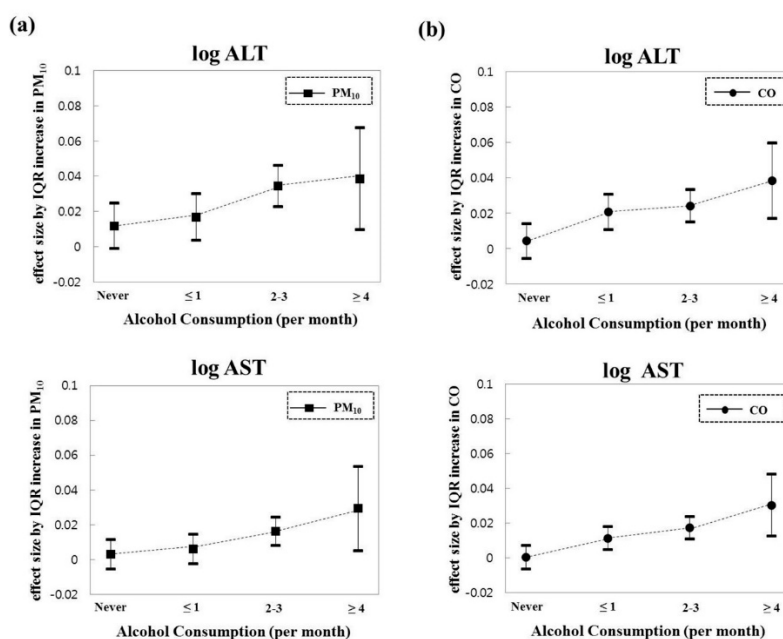 (a)
log ALT
effect size by IQR increase in PM₁₀
0.1
0.08
0.06
0.04
0.02
0
-0.02
PM₁₀
Never ≤ 1 2-3 ≥ 4
Alcohol Consumption (per month)
log AST
effect size by IQR increase in PM₁₀
0.1
0.08
0.06
0.04
0.02
0
-0.02
PM₁₀
Never ≤ 1 2-3 ≥ 4
Alcohol Consumption (per month)
(b)
log ALT
effect size by IQR increase in CO
0.1
0.08
0.06
0.04
0.02
0
-0.02
CO
Never ≤ 1 2-3 ≥ 4
Alcohol Consumption (per month)
log AST
effect size by IQR increase in CO
0.1
0.08
0.06
0.04
0.02
0
-0.02
CO
Never ≤ 1 2-3 ≥ 4
Alcohol Consumption (per month)